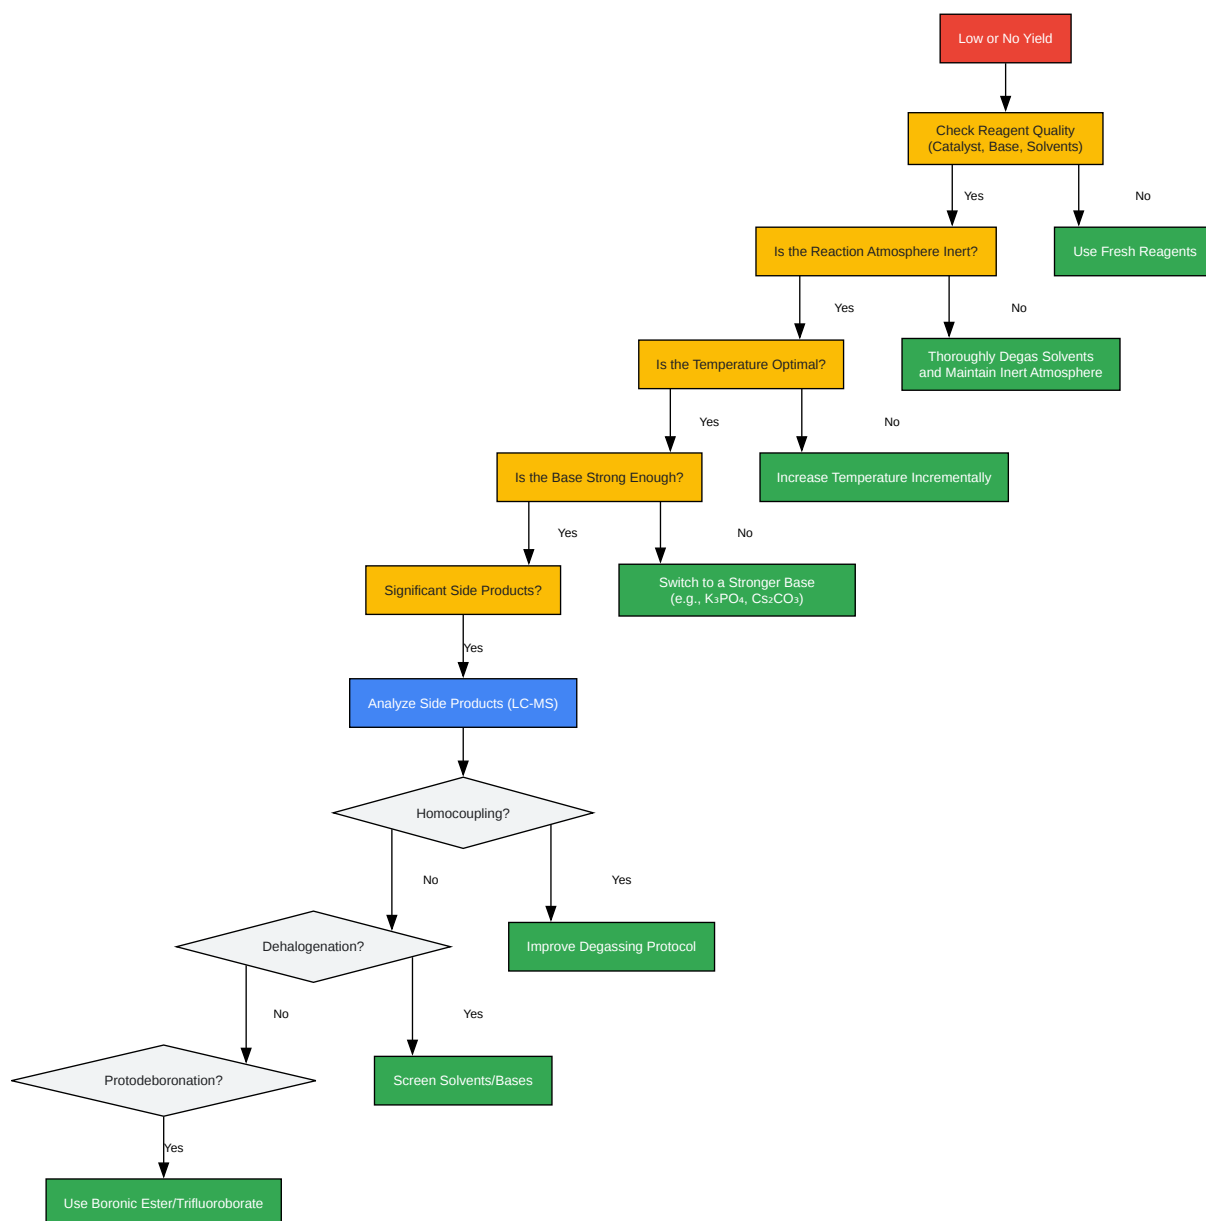 Low or No Yield
Check Reagent Quality
(Catalyst, Base, Solvents)
Yes
No
Is the Reaction Atmosphere Inert?
Use Fresh Reagents
Yes
No
Is the Temperature Optimal?
Thoroughly Degas Solvents
and Maintain Inert Atmosphere
Yes
No
Is the Base Strong Enough?
Increase Temperature Incrementally
Yes
No
Significant Side Products?
Switch to a Stronger Base
(e.g., K₃PO₄, Cs₂CO₃)
Yes
Analyze Side Products (LC-MS)
Homocoupling?
No
Yes
Dehalogenation?
Improve Degassing Protocol
No
Yes
Protodeboronation?
Screen Solvents/Bases
Yes
Use Boronic Ester/Trifluoroborate